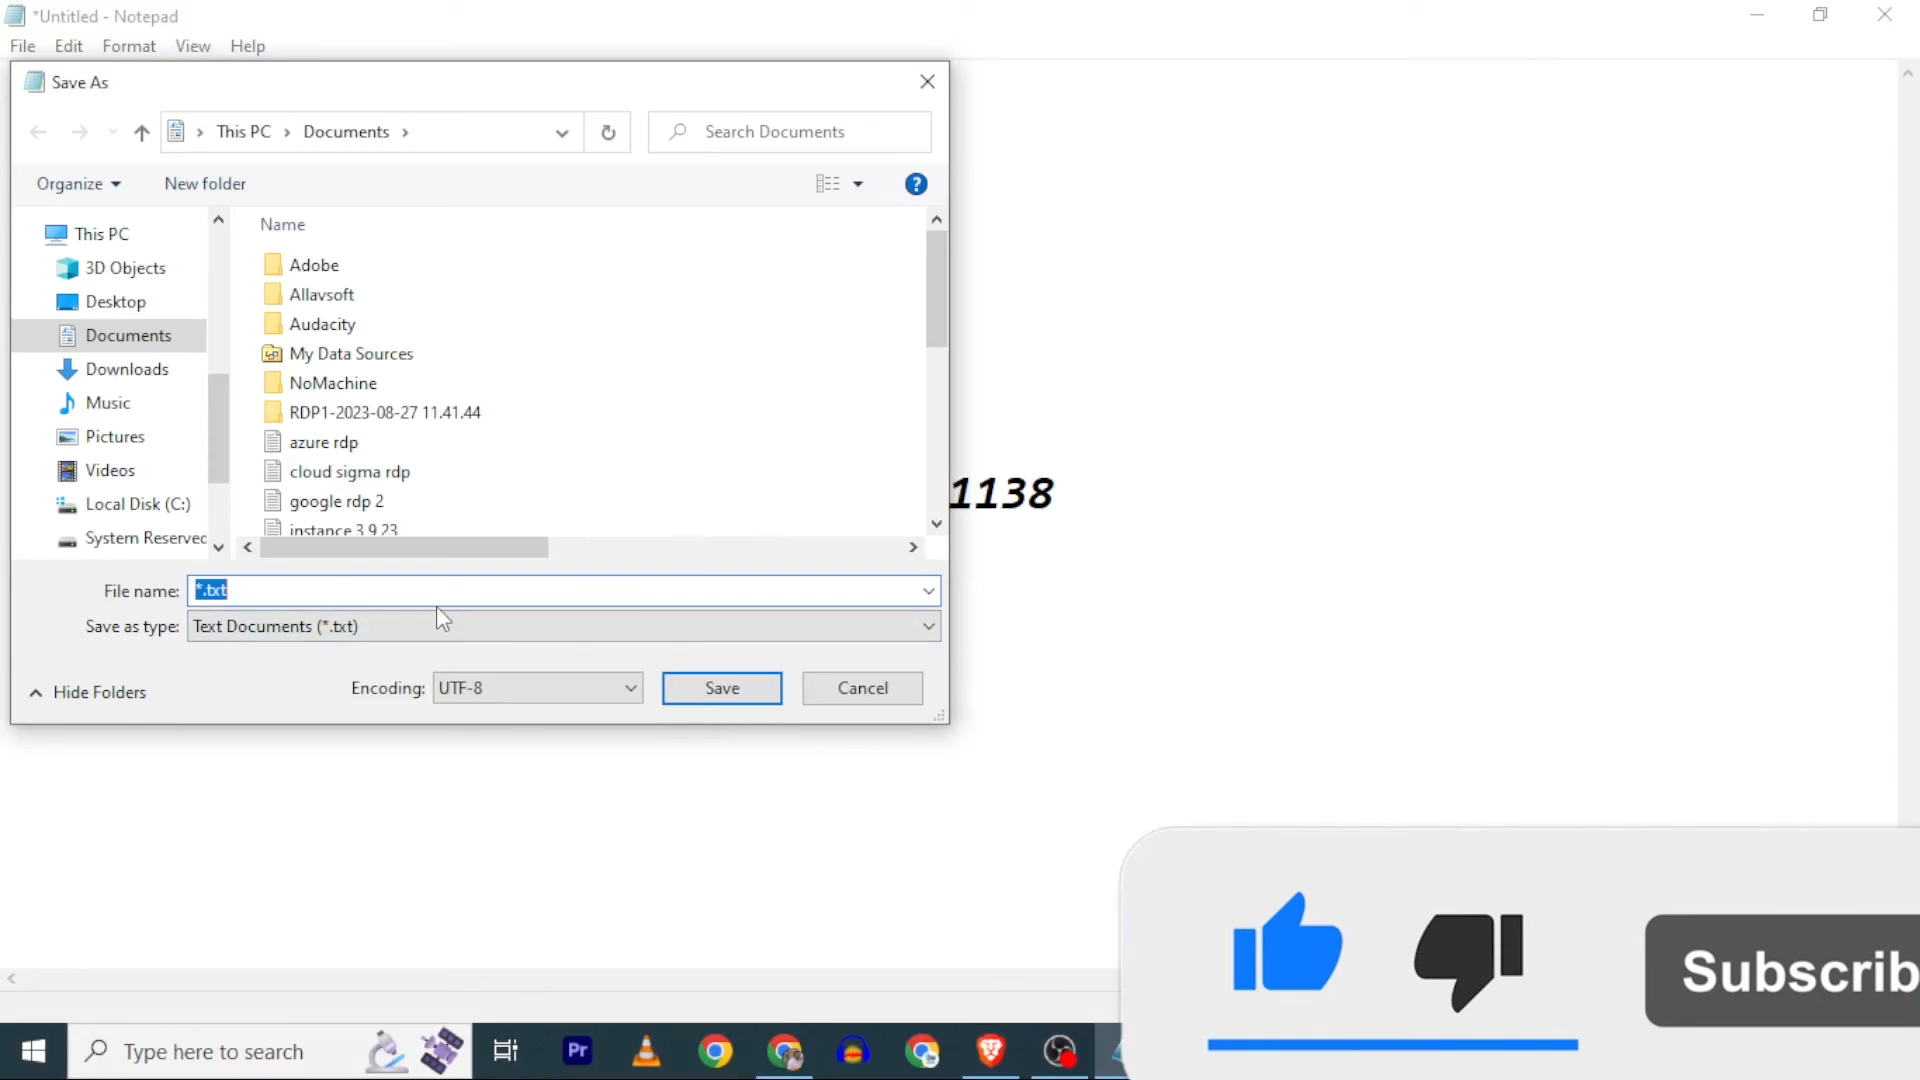 *Untitled - Notepad
File Edit Format View Help
Save As
This PC Documents
Search Documents
Organize New folder
Name
This PC
3D Objects
Desktop
Documents
Downloads
Music
Pictures
Videos
Local Disk (C:)
System Reserved
Adobe
Allavsoft
Audacity
My Data Sources
NoMachine
RDP1-2023-08-27 11.41.44
azure rdp
cloud sigma rdp
google rdp 2
instance 3 9 23
1138
File name: *.txt
Save as type: Text Documents (*.txt)
Hide Folders
Encoding: UTF-8
Save
Cancel
Subscrib
Type here to search
Pr